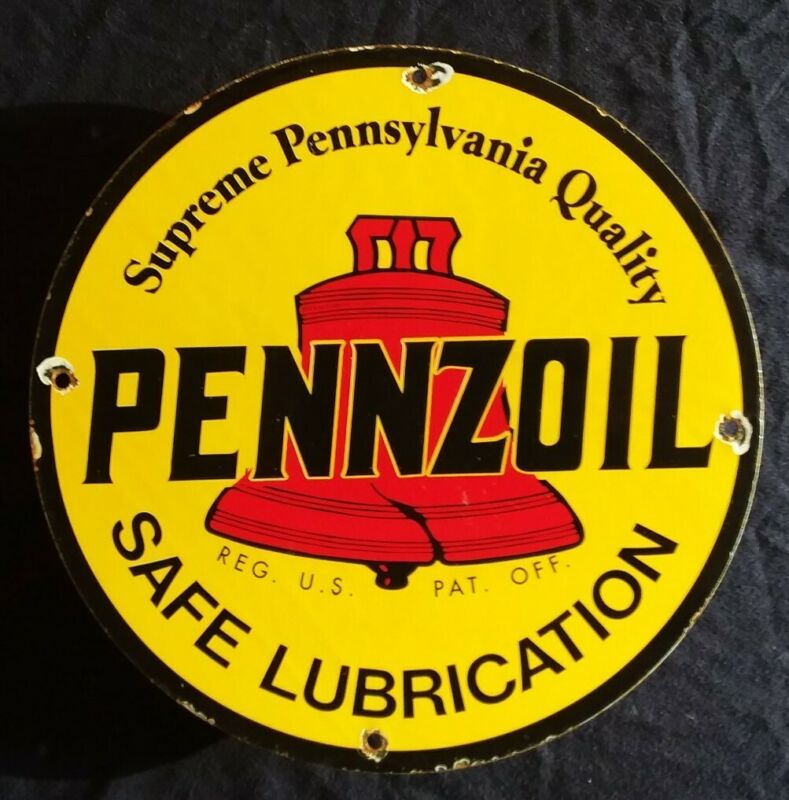 Supreme Pennsylvania Quality
PENNZOIL
REG. U.S. PAT. OFF.
SAFE LUBRICATION